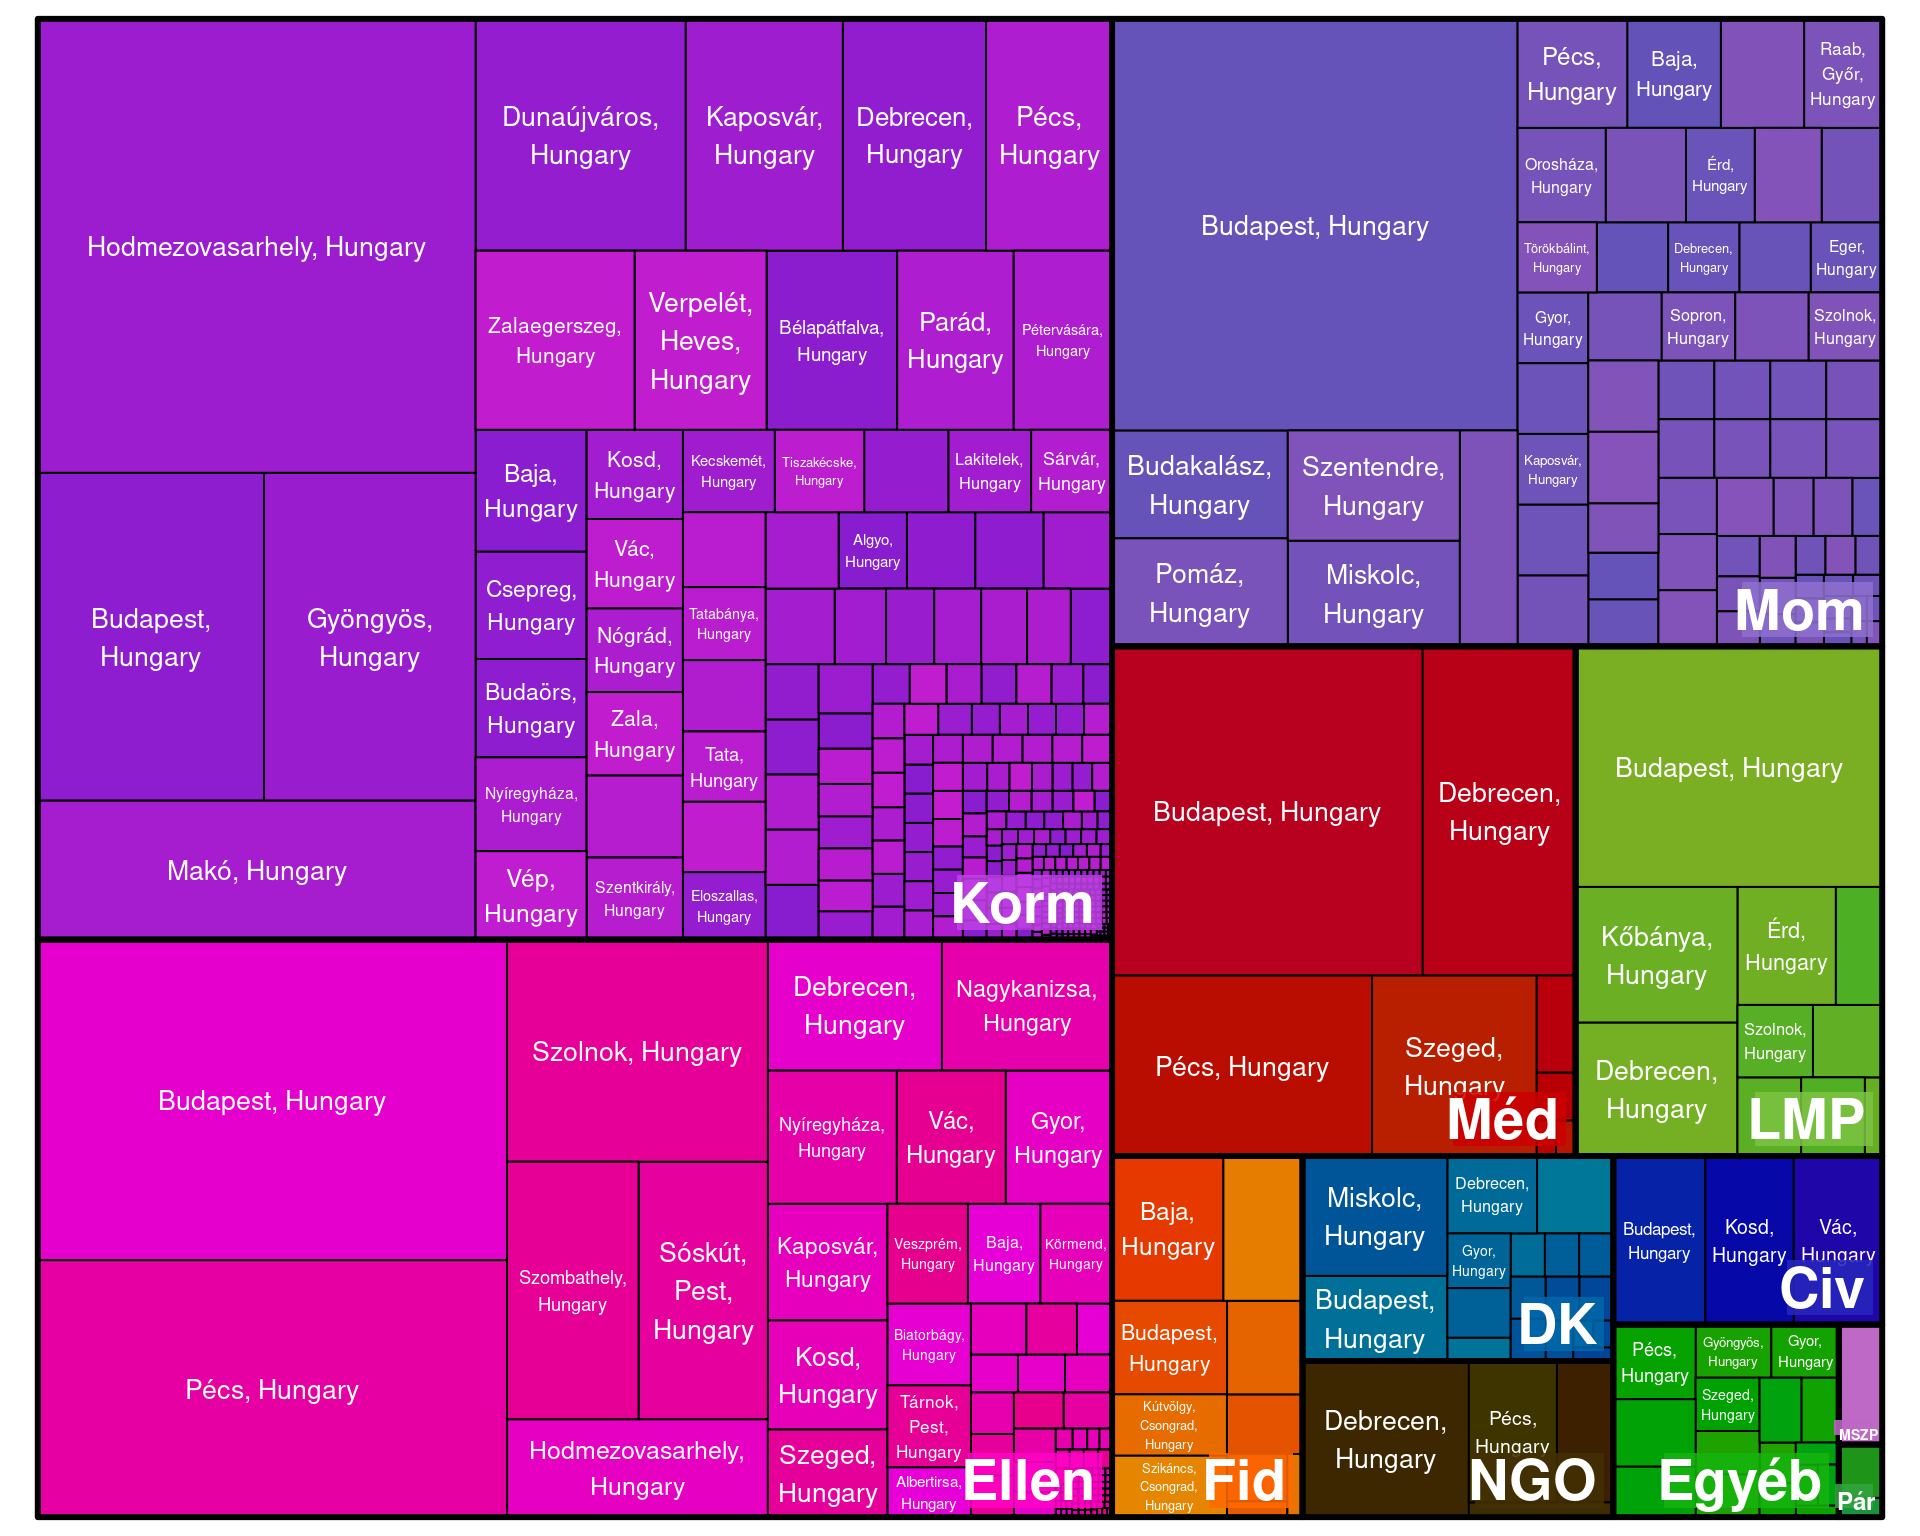 Hodmezovasarhely, Hungary
Budapest,
Hungary
Gyöngyös,
Hungary
Makó, Hungary
Dunaújváros,
Hungary
Kaposvár,
Hungary
Debrecen,
Hungary
Pécs,
Hungary
Zalaegerszeg,
Hungary
Verpelét,
Heves,
Hungary
Bélapátfalva,
Hungary
Parád,
Hungary
Pétervására,
Hungary
Baja,
Hungary
Csepreg,
Hungary
Budaörs,
Hungary
Nyíregyháza,
Hungary
Vép,
Hungary
Kosd,
Hungary
Vác,
Hungary
Nógrád,
Hungary
Zala,
Hungary
Szentkirály,
Hungary
Kecskemét,
Hungary
Tiszakécske,
Hungary
Lakitelek,
Hungary
Sárvár,
Hungary
Algyo,
Hungary
Tatabánya,
Hungary
Tata,
Hungary
Eloszallas,
Hungary
Korm
Budapest, Hungary
Pécs, Hungary
Szolnok, Hungary
Szombathely,
Hungary
Sóskút,
Pest,
Hungary
Hodmezovasarhely,
Hungary
Debrecen,
Hungary
Nagykanizsa,
Hungary
Nyíregyháza,
Hungary
Vác,
Hungary
Gyor,
Hungary
Kaposvár,
Hungary
Kosd,
Hungary
Szeged,
Hungary
Veszprém,
Hungary
Baja,
Hungary
Körmend,
Hungary
Biatorbágy,
Hungary
Tárnok,
Pest,
Hungary
Albertirsa,
Hungary
Ellen
Budapest, Hungary
Budakalász,
Hungary
Pomáz,
Hungary
Szentendre,
Hungary
Miskolc,
Hungary
Pécs,
Hungary
Baja,
Hungary
Raab,
Győr,
Hungary
Orosháza,
Hungary
Érd,
Hungary
Törökbálint,
Hungary
Debrecen,
Hungary
Eger,
Hungary
Gyor,
Hungary
Sopron,
Hungary
Szolnok,
Hungary
Kaposvár,
Hungary
Mom
Budapest, Hungary
Debrecen,
Hungary
Pécs, Hungary
Szeged,
Hungary
Méd
Budapest, Hungary
Kőbánya,
Hungary
Debrecen,
Hungary
Érd,
Hungary
Szolnok,
Hungary
LMP
Baja,
Hungary
Budapest,
Hungary
Kútvölgy,
Csongrad,
Hungary
Szikáncs,
Csongrad,
Hungary
Fid
Miskolc,
Hungary
Budapest,
Hungary
Debrecen,
Hungary
Gyor,
Hungary
DK
Debrecen,
Hungary
Pécs,
Hungary
NGO
Budapest,
Hungary
Kosd,
Hungary
Vác,
Hungary
Civ
Pécs,
Hungary
Gyöngyös,
Hungary
Gyor,
Hungary
Szeged,
Hungary
Egyéb
MSZP
Pár